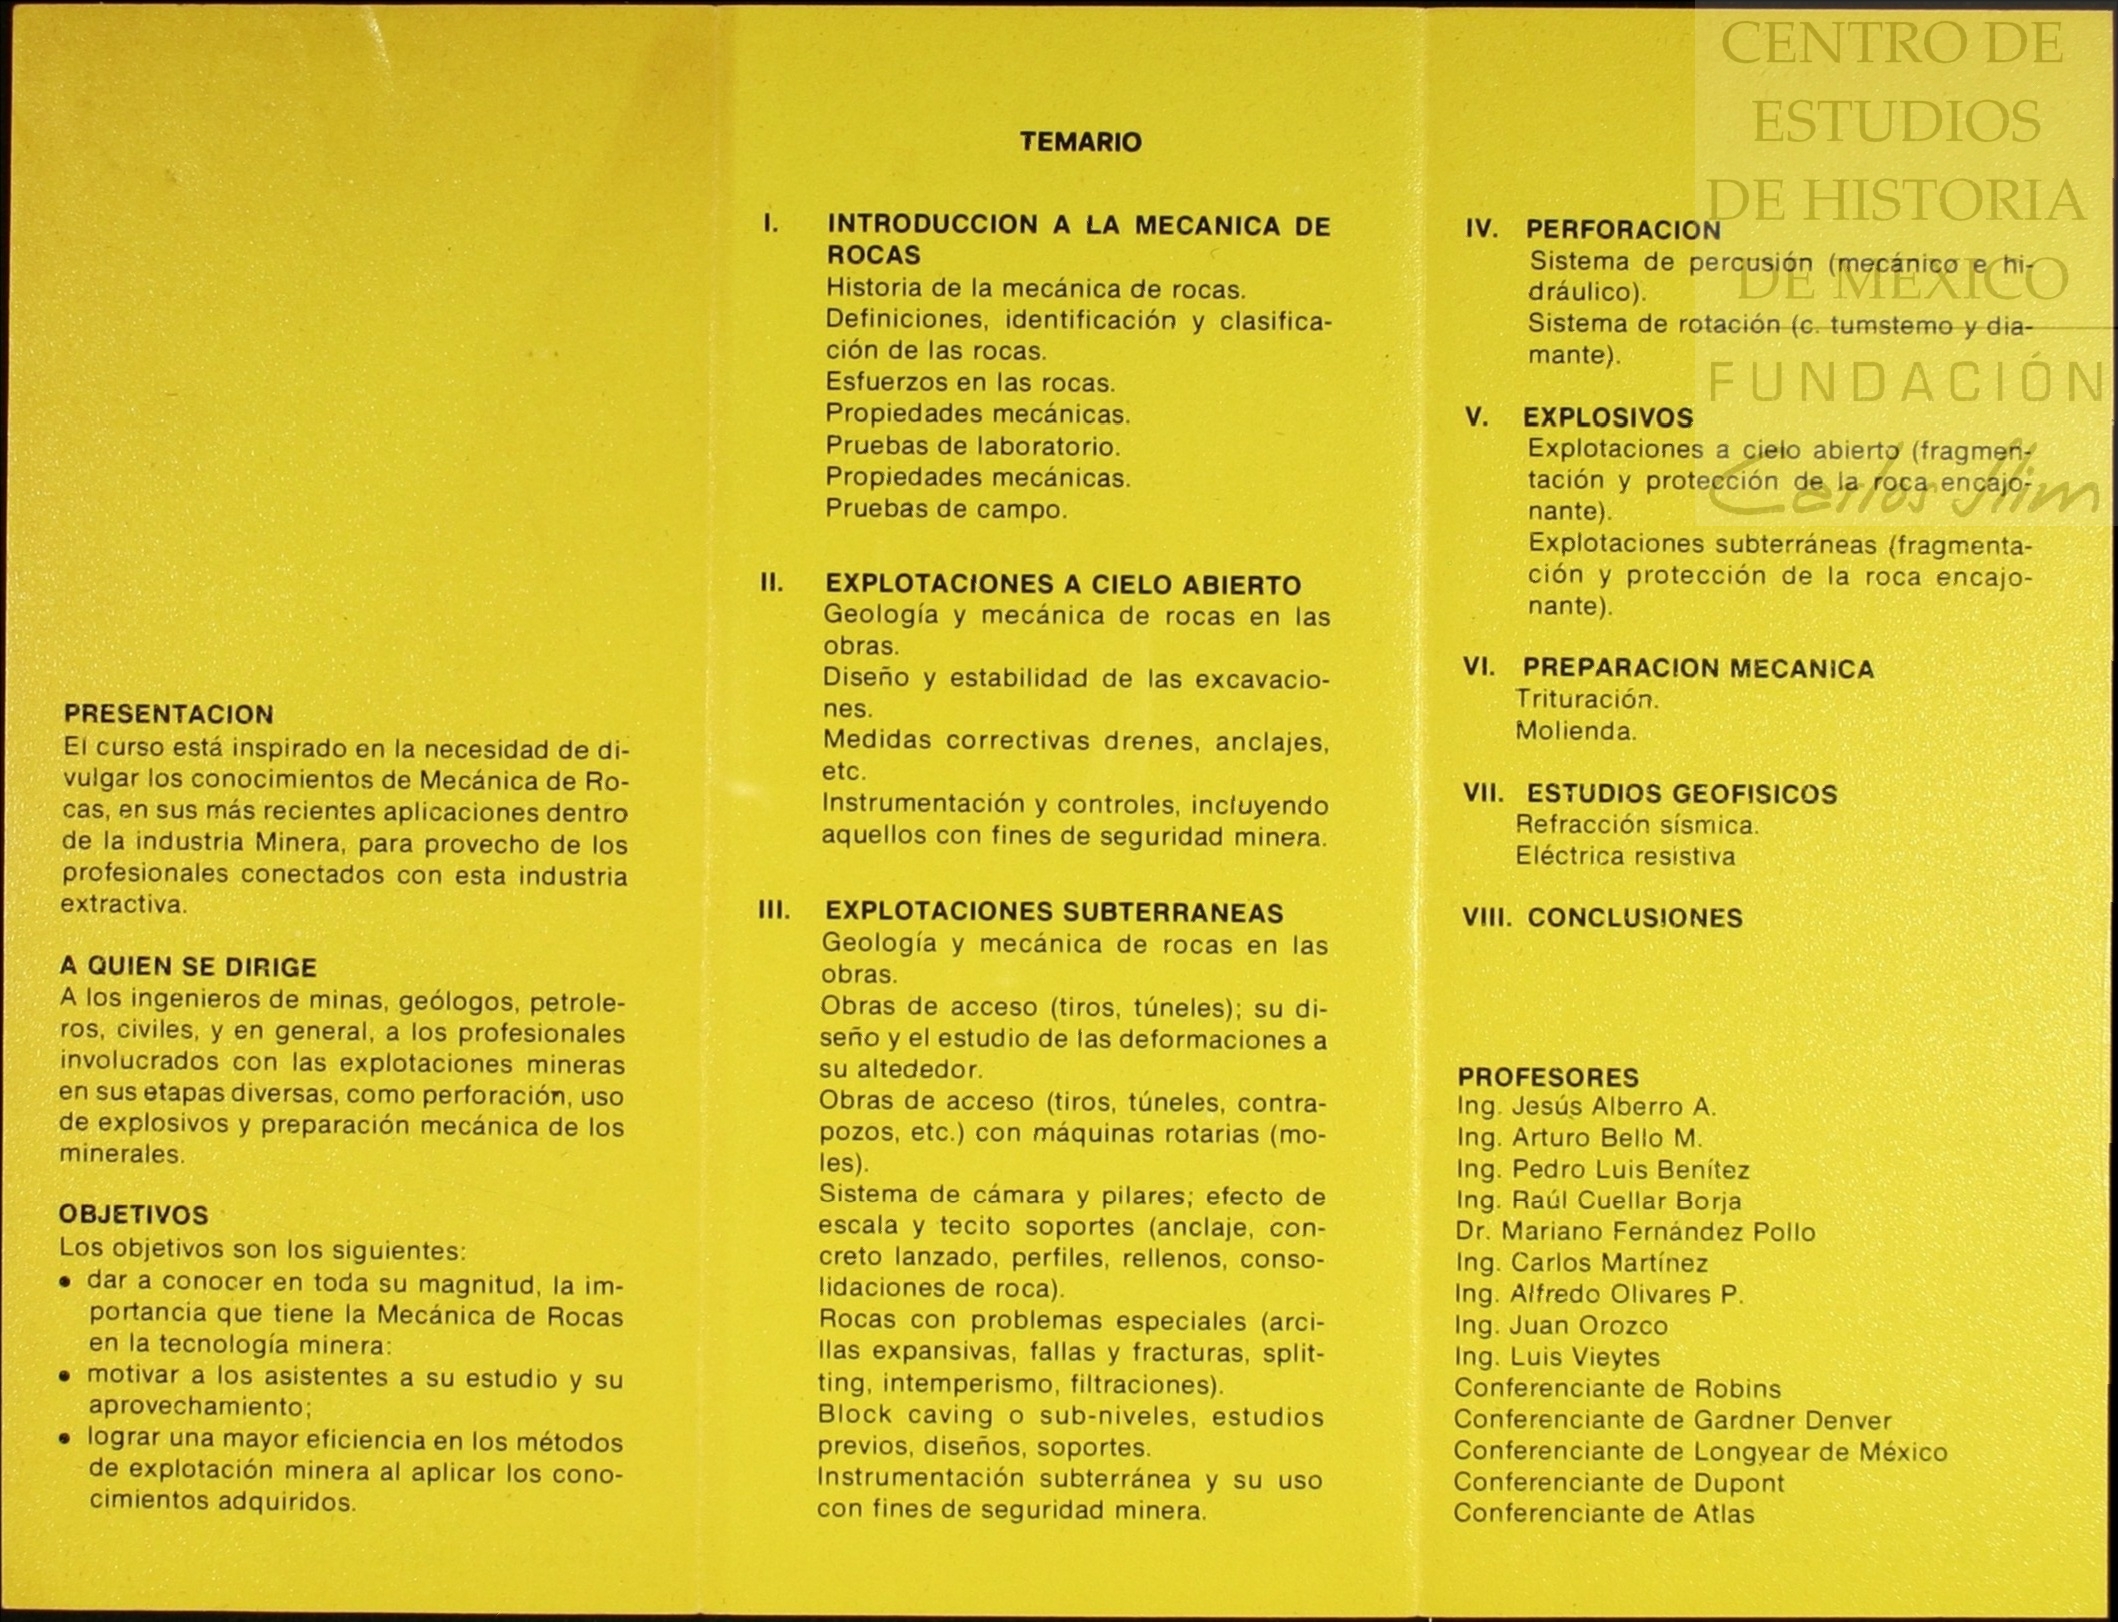 PRESENTACION
El curso está inspirado en la necesidad de di-
vulgar los conocimientos de Mecánica de Ro-
cas, en sus más recientes aplicaciones dentro
de la industria Minera, para provecho de los
profesionales conectados con esta industria
extractiva.
A QUIEN SE DIRIGE
A los ingenieros de minas, geólogos, petrole-
ros, civiles, y en general, a los profesionales
involucrados con las explotaciones mineras
en sus etapas diversas, como perforación, uso
de explosivos y preparación mecánica de los
minerales.
OBJETIVOS
Los objetivos son los siguientes:
• dar a conocer en toda su magnitud, la im-
portancia que tiene la Mecánica de Rocas
en la tecnología minera:
• motivar a los asistentes a su estudio y su
aprovechamiento;
• lograr una mayor eficiencia en los métodos
de explotación minera al aplicar los cono-
cimientos adquiridos.
TEMARIO
I. INTRODUCCION A LA MECANICA DE
ROCAS
Historia de la mecánica de rocas.
Definiciones, identificación y clasifica-
ción de las rocas.
Esfuerzos en las rocas.
Propiedades mecánicas.
Pruebas de laboratorio.
Propiedades mecánicas.
Pruebas de campo.
II. EXPLOTACIONES A CIELO ABIERTO
Geología y mecánica de rocas en las
obras.
Diseño y estabilidad de las excavacio-
nes.
Medidas correctivas drenes, anclajes,
etc.
Instrumentación y controles, incluyendo
aquellos con fines de seguridad minera.
III. EXPLOTACIONES SUBTERRANEAS
Geología y mecánica de rocas en las
obras.
Obras de acceso (tiros, túneles); su di-
seño y el estudio de las deformaciones a
su altededor.
Obras de acceso (tiros, túneles, contra-
pozos, etc.) con máquinas rotarias (mo-
les).
Sistema de cámara y pilares; efecto de
escala y tecito soportes (anclaje, con-
creto lanzado, perfiles, rellenos, conso-
lidaciones de roca).
Rocas con problemas especiales (arci-
llas expansivas, fallas y fracturas, split-
ting, intemperismo, filtraciones).
Block caving o sub-niveles, estudios
previos, diseños, soportes.
Instrumentación subterránea y su uso
con fines de seguridad minera.
IV. PERFORACION
Sistema de percusión (mecánico e hi-
dráulico).
Sistema de rotación (c. tumstemo y dia-
mante).
V. EXPLOSIVOS
Explotaciones a cielo abierto (fragmen-
tación y protección de la roca encajo-
nante).
Explotaciones subterráneas (fragmenta-
ción y protección de la roca encajo-
nante).
VI. PREPARACION MECANICA
Trituración.
Molienda.
VII. ESTUDIOS GEOFISICOS
Refracción sísmica.
Eléctrica resistiva
VIII. CONCLUSIONES
PROFESORES
Ing. Jesús Alberro A.
Ing. Arturo Bello M.
Ing. Pedro Luis Benítez
Ing. Raúl Cuellar Borja
Dr. Mariano Fernández Pollo
Ing. Carlos Martínez
Ing. Alfredo Olivares P.
Ing. Juan Orozco
Ing. Luis Vieytes
Conferenciante de Robins
Conferenciante de Gardner Denver
Conferenciante de Longyear de México
Conferenciante de Dupont
Conferenciante de Atlas
CENTRO DE
ESTUDIOS
DE HISTORIA
DE MÉXICO
FUNDACIÓN
Carlos Slim